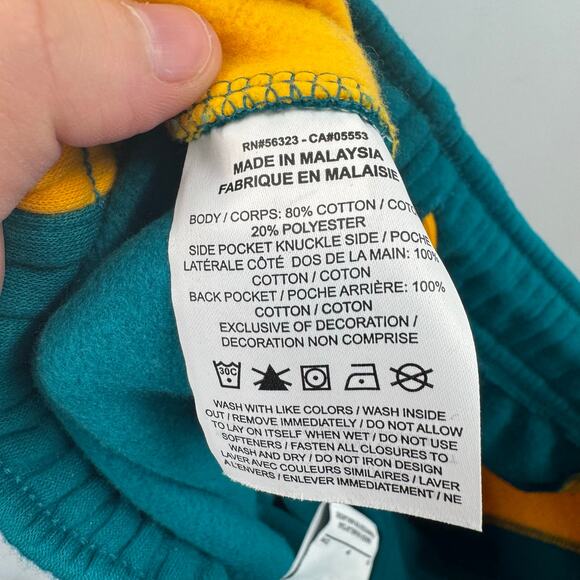 RN#56323 - CA#05553
MADE IN MALAYSIA
FABRIQUE EN MALAISIE
BODY / CORPS: 80% COTTON / COTO
20% POLYESTER
SIDE POCKET KNUCKLE SIDE / POCHE
LATÉRALE CÔTÉ DOS DE LA MAIN: 100%
COTTON / COTON
BACK POCKET / POCHE ARRIÈRE: 100%
COTTON / COTON
EXCLUSIVE OF DECORATION /
DECORATION NON COMPRISE
30C
WASH WITH LIKE COLORS / WASH INSIDE
OUT / REMOVE IMMEDIATELY / DO NOT ALLOW
TO LAY ON ITSELF WHEN WET / DO NOT USE
SOFTENERS / FASTEN ALL CLOSURES TO
WASH AND DRY / DO NOT IRON DESIGN
LAVER AVEC COULEURS SIMILAIRES / LAVER
A L'ENVERS / ENLEVER IMMÉDIATEMENT / NE